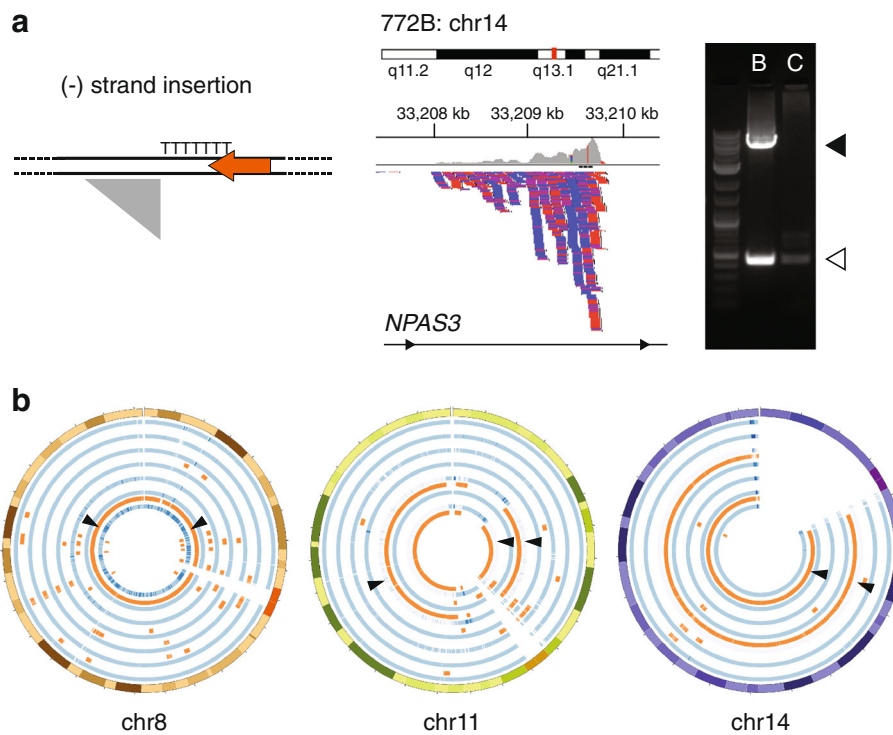 a
772B: chr14
(-) strand insertion
TTTTTTT
q11.2 q12 q13.1 q21.1
33,208 kb 33,209 kb 33,210 kb
B C
NPAS3
b
chr8 chr11 chr14